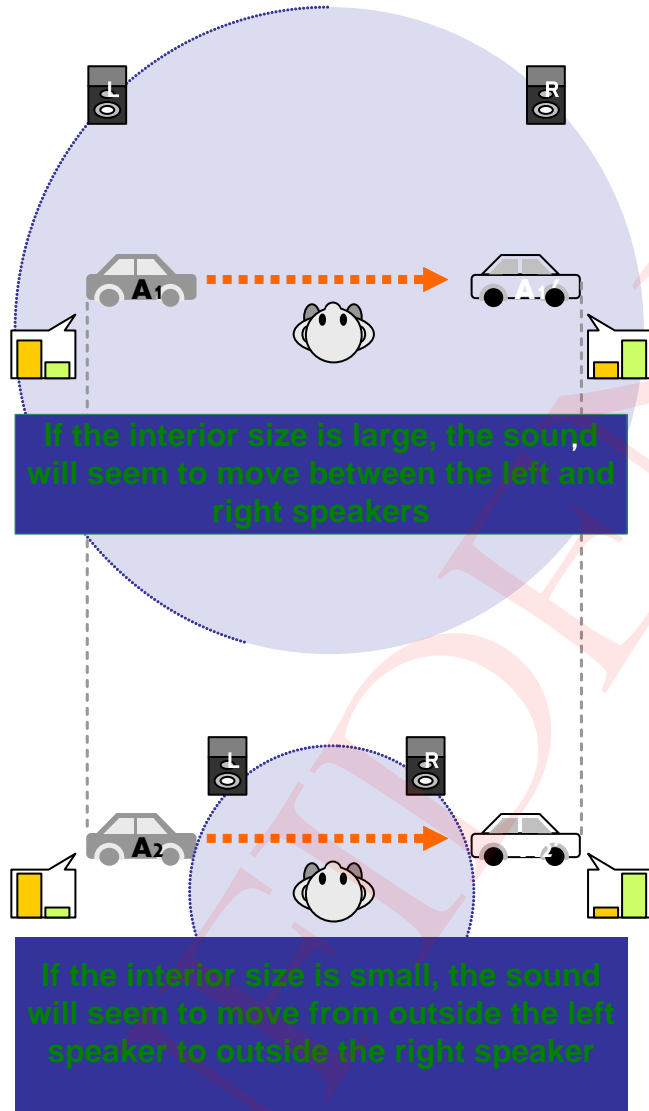 L R
A1 A1′
If the interior size is large, the sound,
will seem to move between the left and
right speakers
L R
A2
If the interior size is small, the sound
will seem to move from outside the left
speaker to outside the right speaker